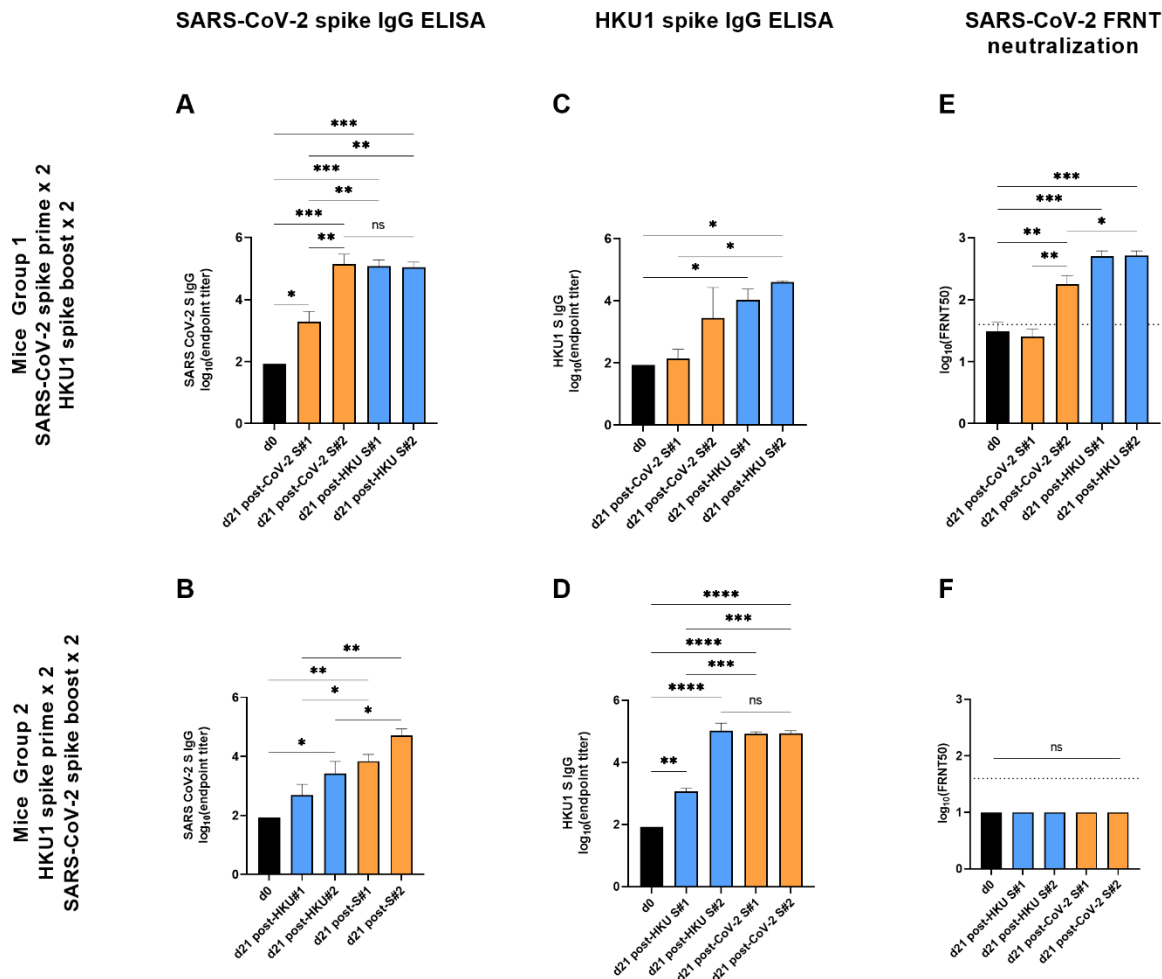 SARS-CoV-2 spike IgG ELISA
HKU1 spike IgG ELISA
SARS-CoV-2 FRNT
neutralization
Mice Group 1
SARS-CoV-2 spike prime x 2
HKU1 spike boost x 2
A
***
**
***
**
***
ns
**
*
SARS CoV-2 S IgG
log10(endpoint titer)
6
4
2
0
d0
d21 post-CoV-2 S#1
d21 post-CoV-2 S#2
d21 post-HKU S#1
d21 post-HKU S#2
C
*
*
*
HKU1 S IgG
log10(endpoint titer)
6
4
2
0
d0
d21 post-CoV-2 S#1
d21 post-CoV-2 S#2
d21 post-HKU S#1
d21 post-HKU S#2
E
***
***
**
*
**
log10(FRNT50)
3
2
1
0
d0
d21 post-CoV-2 S#1
d21 post-CoV-2 S#2
d21 post-HKU S#1
d21 post-HKU S#2
Mice Group 2
HKU1 spike prime x 2
SARS-CoV-2 spike boost x 2
B
**
**
*
*
*
SARS CoV-2 S IgG
log10(endpoint titer)
6
4
2
0
d0
d21 post-HKU#1
d21 post-HKU#2
d21 post-S#1
d21 post-S#2
D
****
***
****
***
****
ns
**
HKU1 S IgG
log10(endpoint titer)
6
4
2
0
d0
d21 post-HKU S#1
d21 post-HKU S#2
d21 post-CoV-2 S#1
d21 post-CoV-2 S#2
F
ns
log10(FRNT50)
3
2
1
0
d0
d21 post-HKU S#1
d21 post-HKU S#2
d21 post-CoV-2 S#1
d21 post-CoV-2 S#2